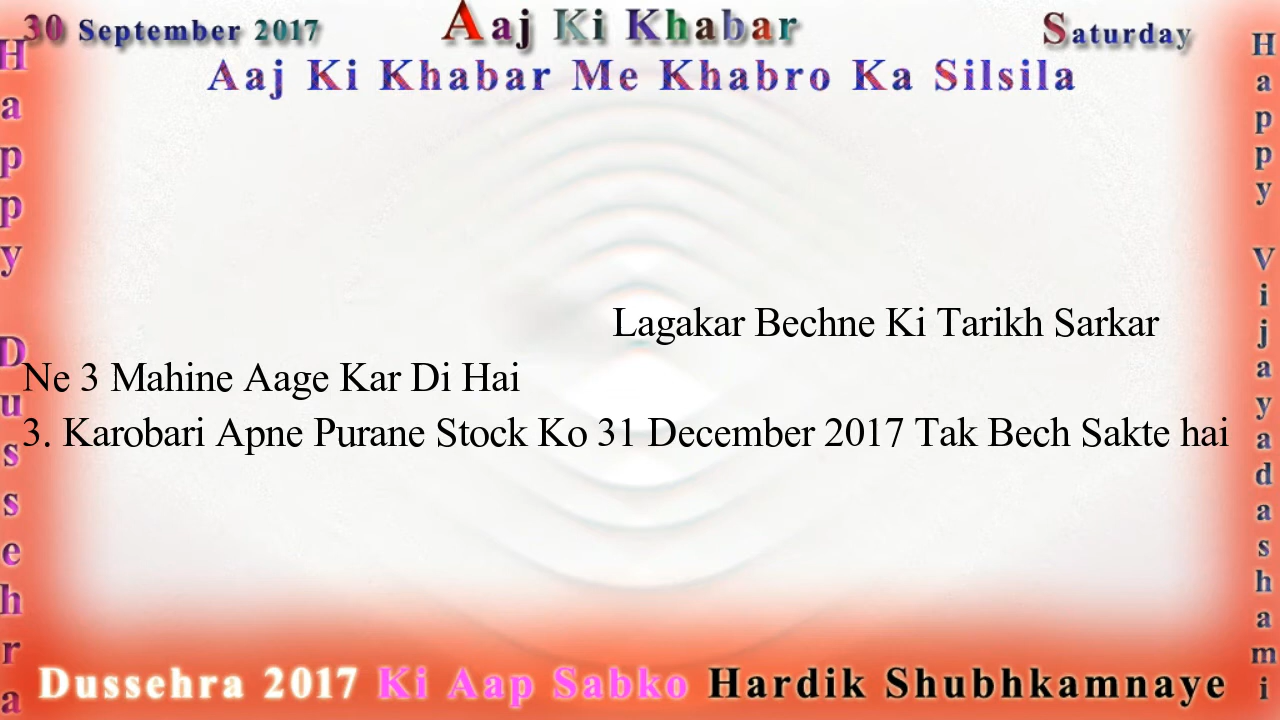 30 September 2017 Aaj Ki Khabar Saturday
Aaj Ki Khabar Me Khabro Ka Silsila
Happy Dussehra
Happy Vijayadashami
Lagakar Bechne Ki Tarikh Sarkar
Ne 3 Mahine Aage Kar Di Hai
3. Karobari Apne Purane Stock Ko 31 December 2017 Tak Bech Sakte hai
Dussehra 2017 Ki Aap Sabko Hardik Shubhkamnaye